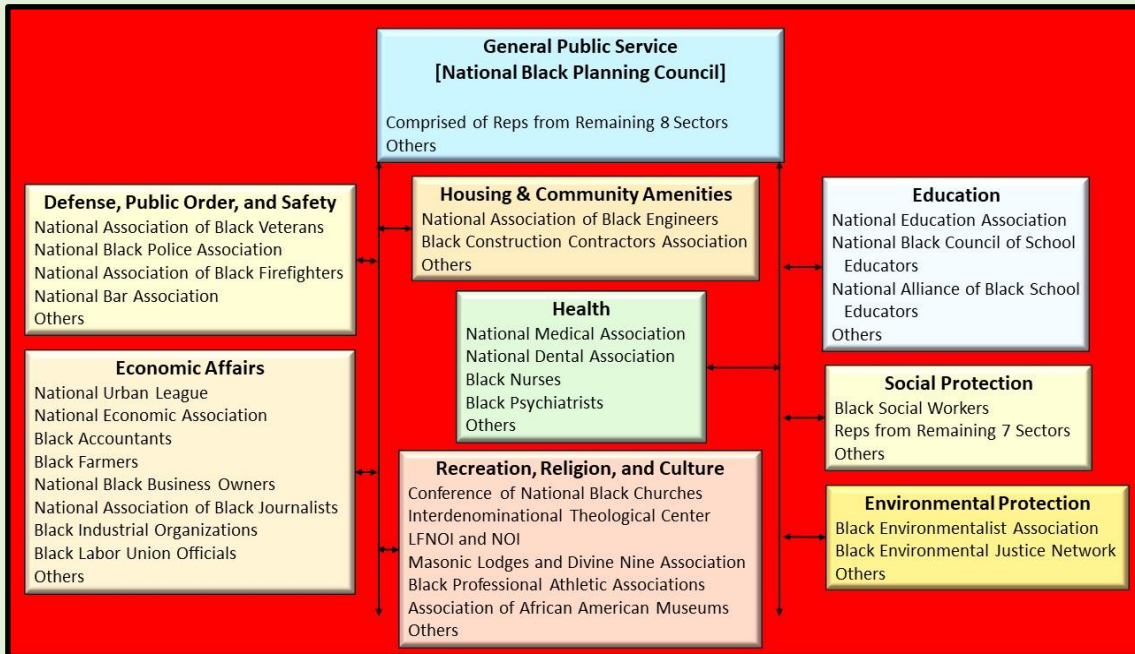 General Public Service
[National Black Planning Council]
Comprised of Reps from Remaining 8 Sectors
Others
Defense, Public Order, and Safety
National Association of Black Veterans
National Black Police Association
National Association of Black Firefighters
National Bar Association
Others
Housing & Community Amenities
National Association of Black Engineers
Black Construction Contractors Association
Others
Education
National Education Association
National Black Council of School
Educators
National Alliance of Black School
Educators
Others
Health
National Medical Association
National Dental Association
Black Nurses
Black Psychiatrists
Others
Economic Affairs
National Urban League
National Economic Association
Black Accountants
Black Farmers
National Black Business Owners
National Association of Black Journalists
Black Industrial Organizations
Black Labor Union Officials
Others
Social Protection
Black Social Workers
Reps from Remaining 7 Sectors
Others
Recreation, Religion, and Culture
Conference of National Black Churches
Interdenominational Theological Center
LFNOI and NOI
Masonic Lodges and Divine Nine Association
Black Professional Athletic Associations
Association of African American Museums
Others
Environmental Protection
Black Environmentalist Association
Black Environmental Justice Network
Others